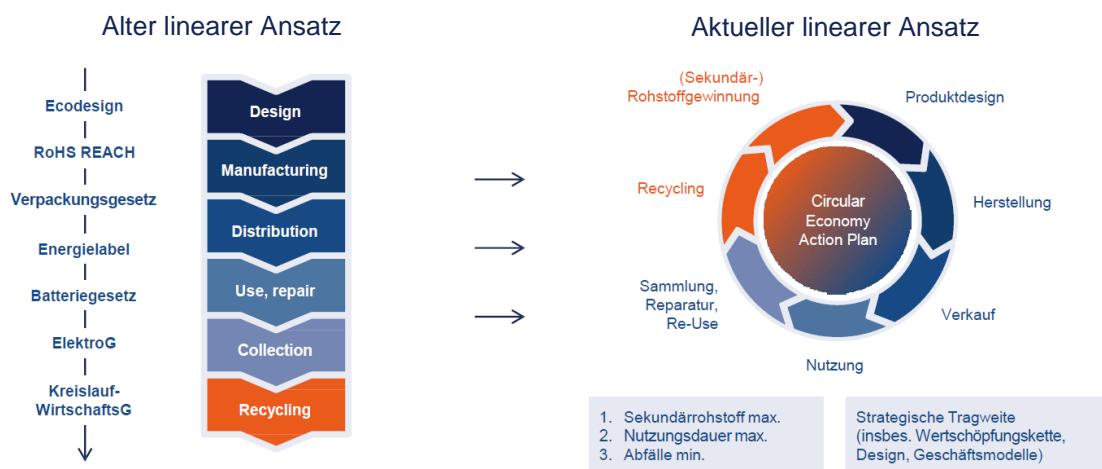 Alter linearer Ansatz
Ecodesign
RoHS REACH
Verpackungsgesetz
Energielabel
Batteriegesetz
ElektroG
Kreislauf-
WirtschaftsG
Design
Manufacturing
Distribution
Use, repair
Collection
Recycling
Aktueller linearer Ansatz
(Sekundär-)
Rohstoffgewinnung
Produktdesign
Recycling
Herstellung
Circular
Economy
Action Plan
Sammlung,
Reparatur,
Re-Use
Verkauf
Nutzung
1. Sekundärrohstoff max.
2. Nutzungsdauer max.
3. Abfälle min.
Strategische Tragweite
(insbes. Wertschöpfungskette,
Design, Geschäftsmodelle)